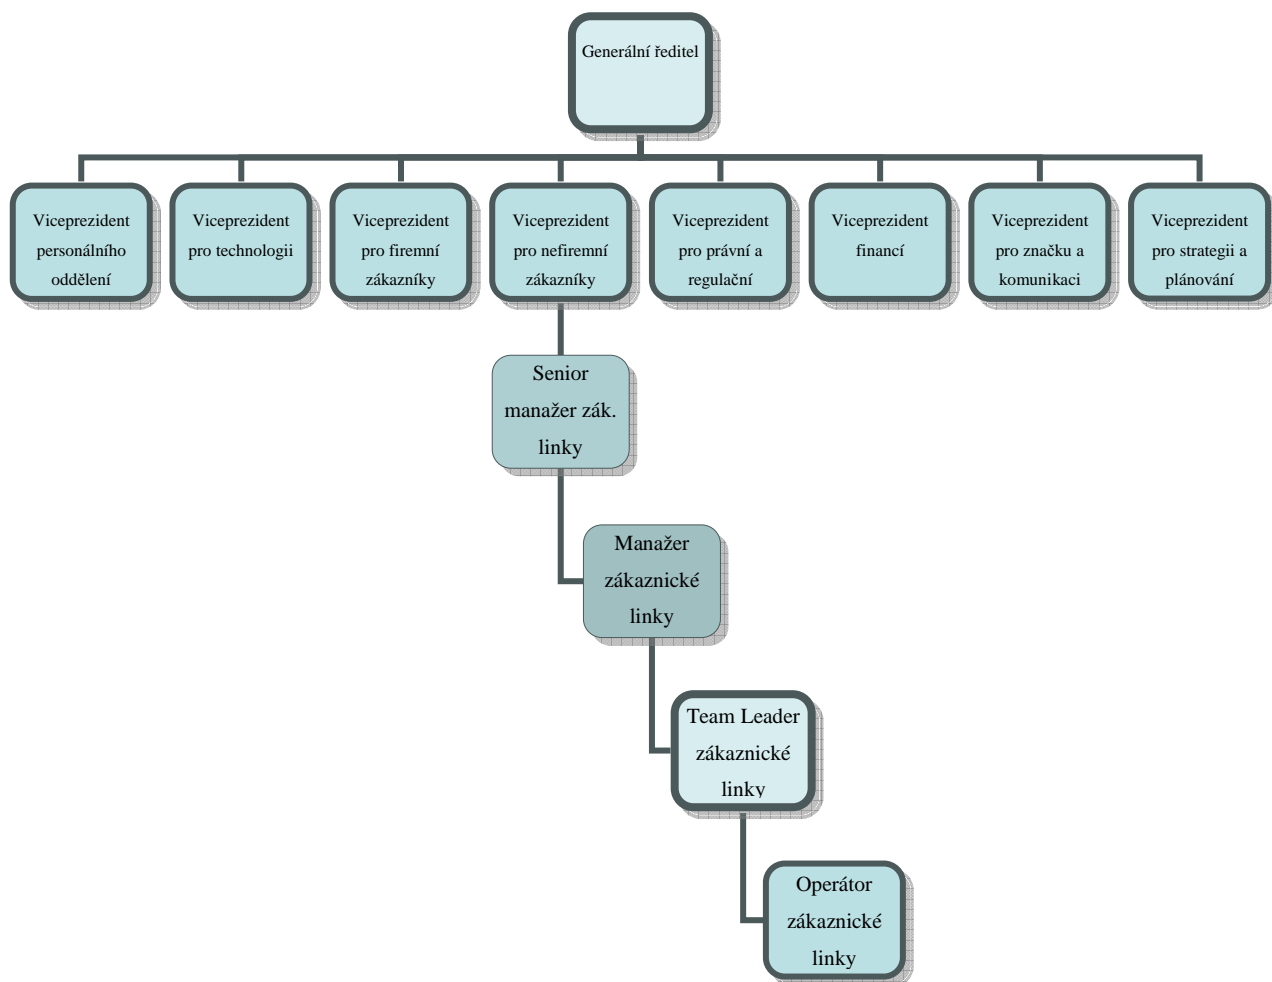 Generální ředitel
Viceprezident
personálního
oddělení
Viceprezident
pro technologii
Viceprezident
pro firemní
zákazníky
Viceprezident
pro nefiremní
zákazníky
Viceprezident
pro právní a
regulační
Viceprezident
financí
Viceprezident
pro značku a
komunikaci
Viceprezident
pro strategii a
plánování
Senior
manažer zák.
linky
Manažer
zákaznické
linky
Team Leader
zákaznické
linky
Operátor
zákaznické
linky